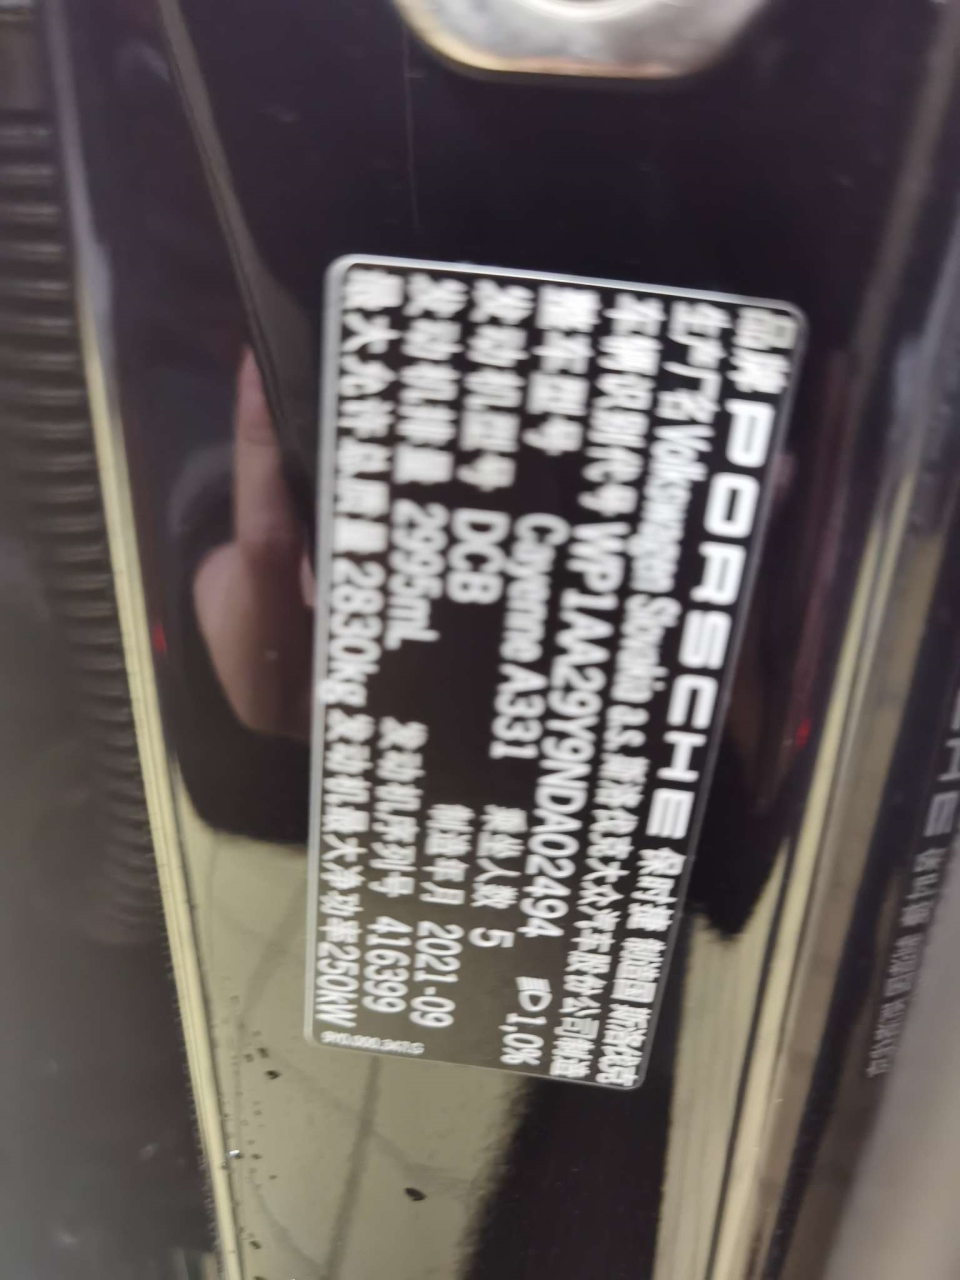 品牌 PORSCHE 保时捷 制造国 斯洛伐克
生产厂名 Volkswagen Slovakia a.s. 斯洛伐克大众汽车股份公司制造
车辆识别代号 WP1AA29Y9NDA02494
整车型号 Cayenne A331 1,0%
发动机型号 DCB 乘坐人数 5
发动机排量 2995mL 制造年月 2021-09
发动机序列号 416399
最大允许总质量 2830kg 发动机最大净功率 250kW